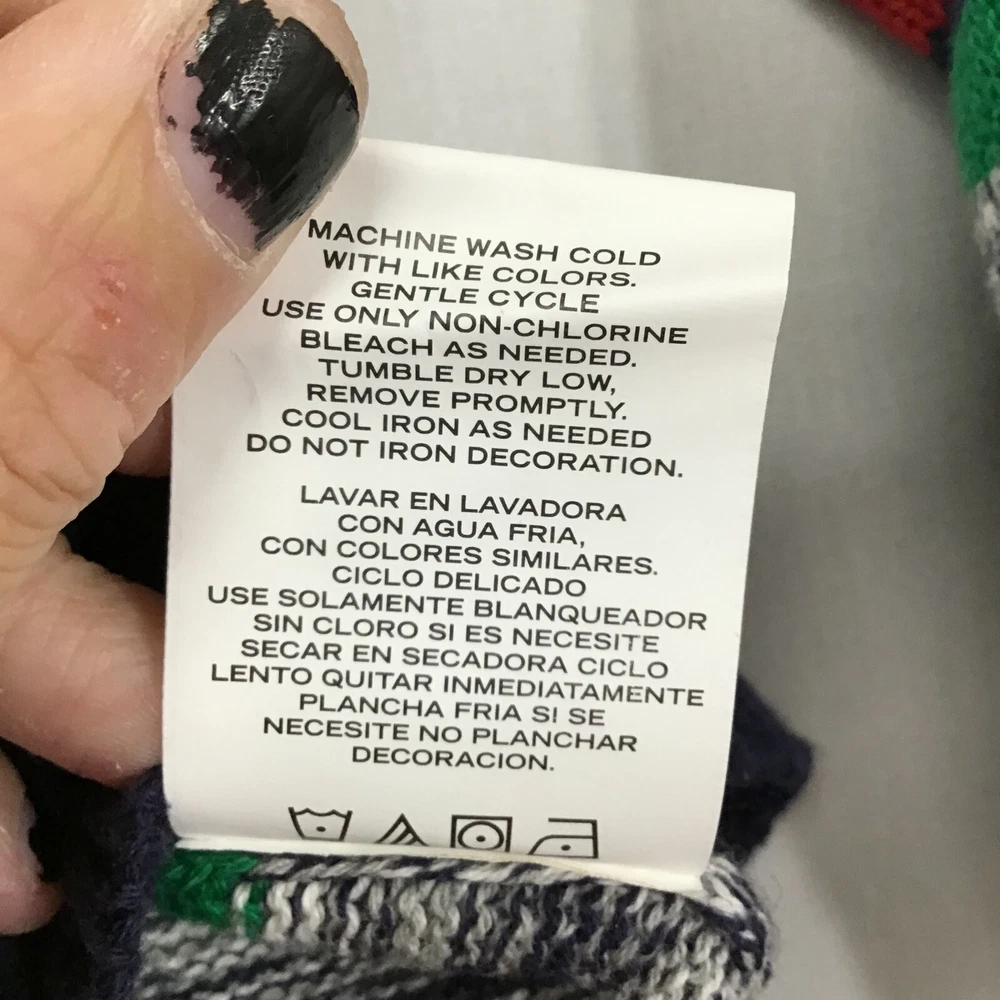 MACHINE WASH COLD
WITH LIKE COLORS.
GENTLE CYCLE
USE ONLY NON-CHLORINE
BLEACH AS NEEDED.
TUMBLE DRY LOW,
REMOVE PROMPTLY.
COOL IRON AS NEEDED
DO NOT IRON DECORATION.
LAVAR EN LAVADORA
CON AGUA FRIA,
CON COLORES SIMILARES.
CICLO DELICADO
USE SOLAMENTE BLANQUEADOR
SIN CLORO SI ES NECESITE
SECAR EN SECADORA CICLO
LENTO QUITAR INMEDIATAMENTE
PLANCHA FRIA SI SE
NECESITE NO PLANCHAR
DECORACION.